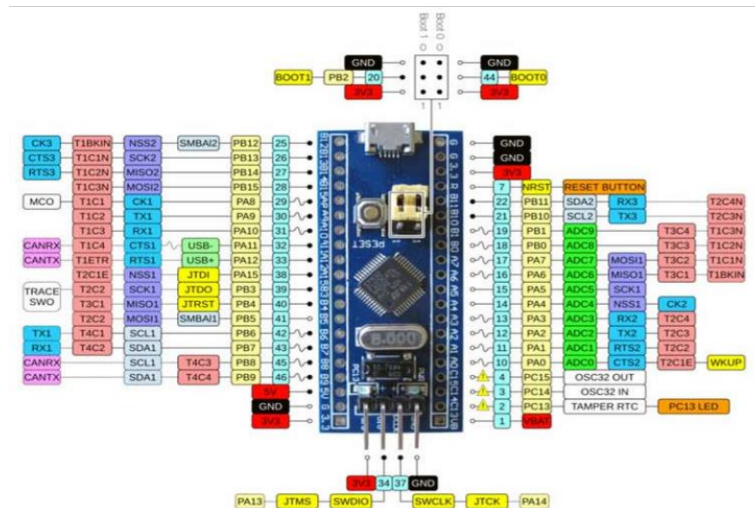 Boot 1 Boot 0
GND GND
BOOT1 PB2 20 44 BOOT0
3V3 3V3
1 1
CK3 T1BKIN NSS2 SMBAI2 PB12 25
CTS3 T1C1N SCK2 PB13 26
RTS3 T1C2N MISO2 PB14 27
T1C3N MOSI2 PB15 28
MCO T1C1 CK1 PA8 29
T1C2 TX1 PA9 30
T1C3 RX1 PA10 31
CANRX T1C4 CTS1 USB- PA11 32
CANTX T1ETR RTS1 USB+ PA12 33
T2C1E NSS1 JTDI PA15 38
TRACE SWO T2C2 SCK1 JTDO PB3 39
T3C1 MISO1 JTRST PB4 40
T2C2 MOSI1 SMBAI1 PB5 41
TX1 T4C1 SCL1 PB6 42
RX1 T4C2 SDA1 PB7 43
CANRX SCL1 T4C3 PB8 45
CANTX SDA1 T4C4 PB9 46
5V
GND
3V3
GND
GND
3V3
7 NRST RESET BUTTON
22 PB11 SDA2 RX3 T2C4N
21 PB10 SCL2 TX3 T2C3N
19 PB1 ADC9 T3C4 T1C3N
18 PB0 ADC8 T3C3 T1C2N
17 PA7 ADC7 MOSI1 T3C2 T1C1N
16 PA6 ADC6 MISO1 T3C1 T1BKIN
15 PA5 ADC5 SCK1
14 PA4 ADC4 NSS1 CK2
13 PA3 ADC3 RX2 T2C4
12 PA2 ADC2 TX2 T2C3
11 PA1 ADC1 RTS2 T2C2
10 PA0 ADC0 CTS2 T2C1E WKUP
4 PC15 OSC32 OUT
3 PC14 OSC32 IN
2 PC13 TAMPER RTC PC13 LED
1 VBAT
RESET
8.000
3V3 34 37 GND
PA13 JTMS SWDIO SWCLK JTCK PA14